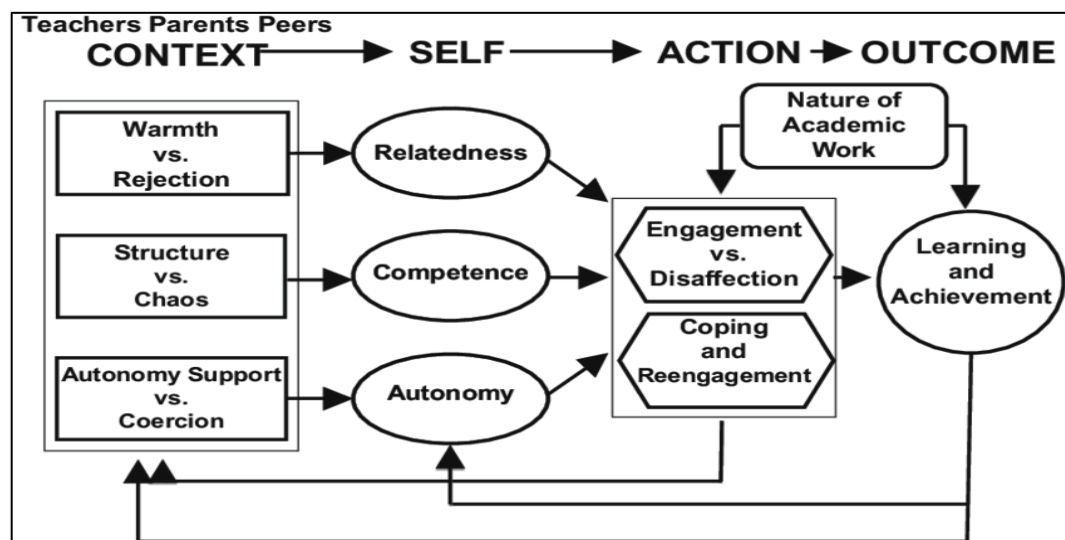 Teachers Parents Peers
CONTEXT SELF ACTION OUTCOME
Nature of
Academic
Work
Warmth
vs.
Rejection
Relatedness
Structure
vs.
Chaos
Competence
Engagement
vs.
Disaffection
Learning
and
Achievement
Coping
and
Reengagement
Autonomy Support
vs.
Coercion
Autonomy